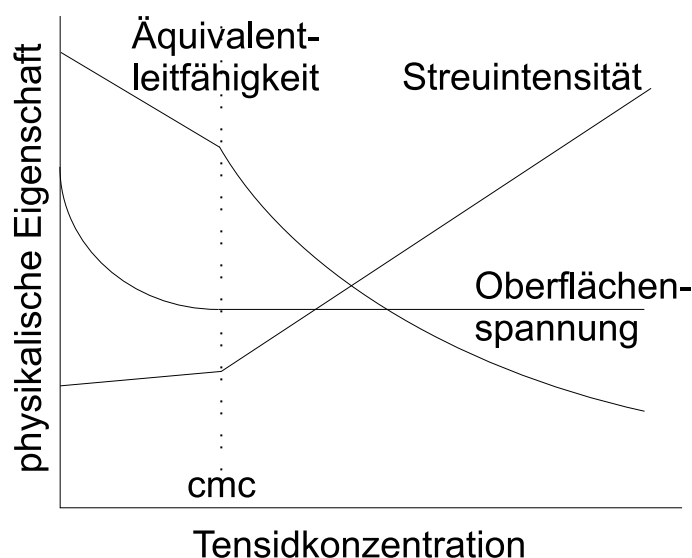 Äquivalent-
leitfähigkeit
Streuintensität
physikalische Eigenschaft
Oberflächen-
spannung
cmc
Tensidkonzentration